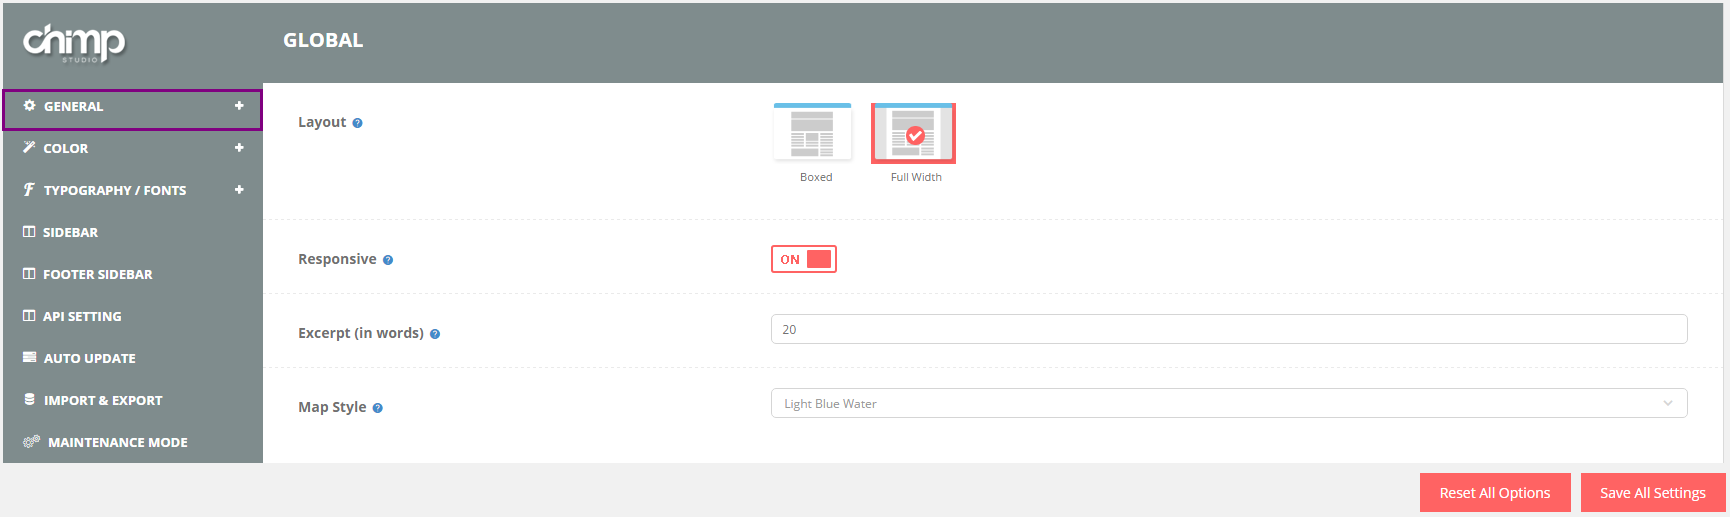 chimp
STUDIO
GLOBAL
GENERAL
COLOR
TYPOGRAPHY / FONTS
SIDEBAR
FOOTER SIDEBAR
API SETTING
AUTO UPDATE
IMPORT & EXPORT
MAINTENANCE MODE
Layout ?
Boxed
Full Width
Responsive ?
ON
Excerpt (in words) ?
20
Map Style ?
Light Blue Water
Reset All Options
Save All Settings